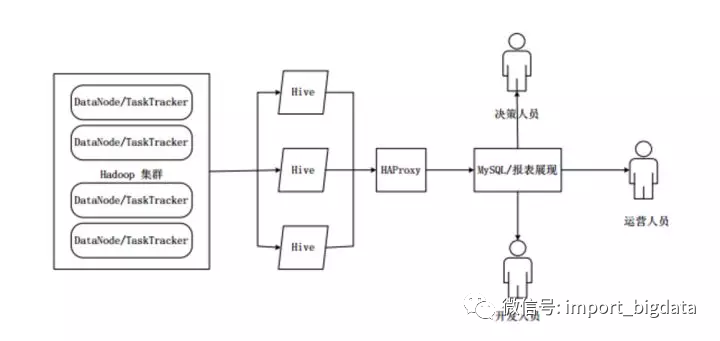 DataNode/TaskTracker
DataNode/TaskTracker
Hadoop 集群
DataNode/TaskTracker
DataNode/TaskTracker
Hive
Hive
Hive
HAProxy
MySQL/报表展现
决策人员
运营人员
开发人员
微信号: import_bigdata